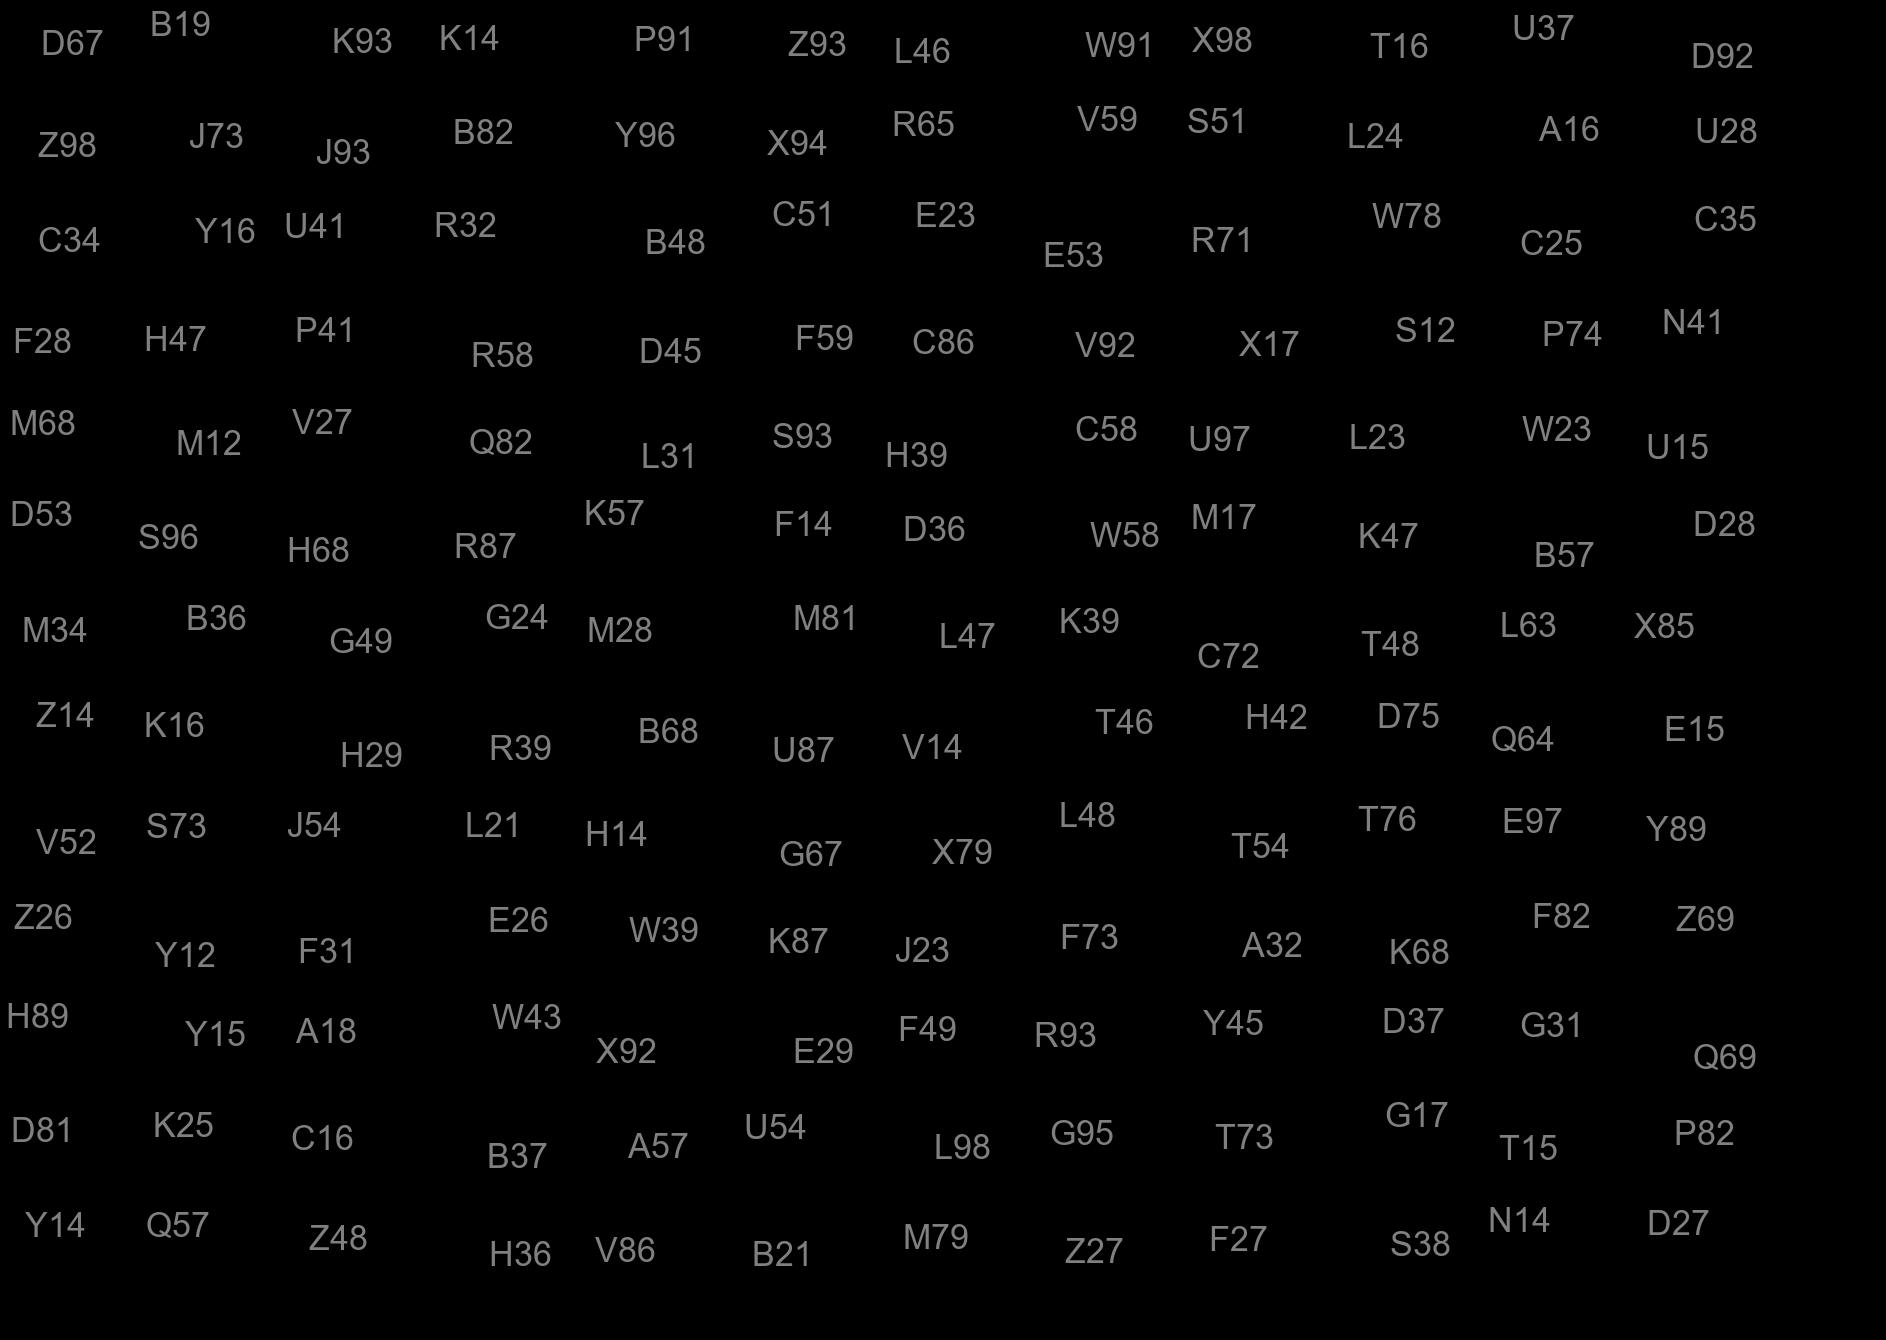 D67 B19 K93 K14 P91 Z93 L46 W91 X98 T16 U37 D92
Z98 J73 J93 B82 Y96 X94 R65 V59 S51 L24 A16 U28
C34 Y16 U41 R32 B48 C51 E23 E53 R71 W78 C25 C35
F28 H47 P41 R58 D45 F59 C86 V92 X17 S12 P74 N41
M68 M12 V27 Q82 L31 S93 H39 C58 U97 L23 W23 U15
D53 S96 H68 R87 K57 F14 D36 W58 M17 K47 B57 D28
M34 B36 G49 G24 M28 M81 L47 K39 C72 T48 L63 X85
Z14 K16 H29 R39 B68 U87 V14 T46 H42 D75 Q64 E15
V52 S73 J54 L21 H14 G67 X79 L48 T54 T76 E97 Y89
Z26 Y12 F31 E26 W39 K87 J23 F73 A32 K68 F82 Z69
H89 Y15 A18 W43 X92 E29 F49 R93 Y45 D37 G31 Q69
D81 K25 C16 B37 A57 U54 L98 G95 T73 G17 T15 P82
Y14 Q57 Z48 H36 V86 B21 M79 Z27 F27 S38 N14 D27